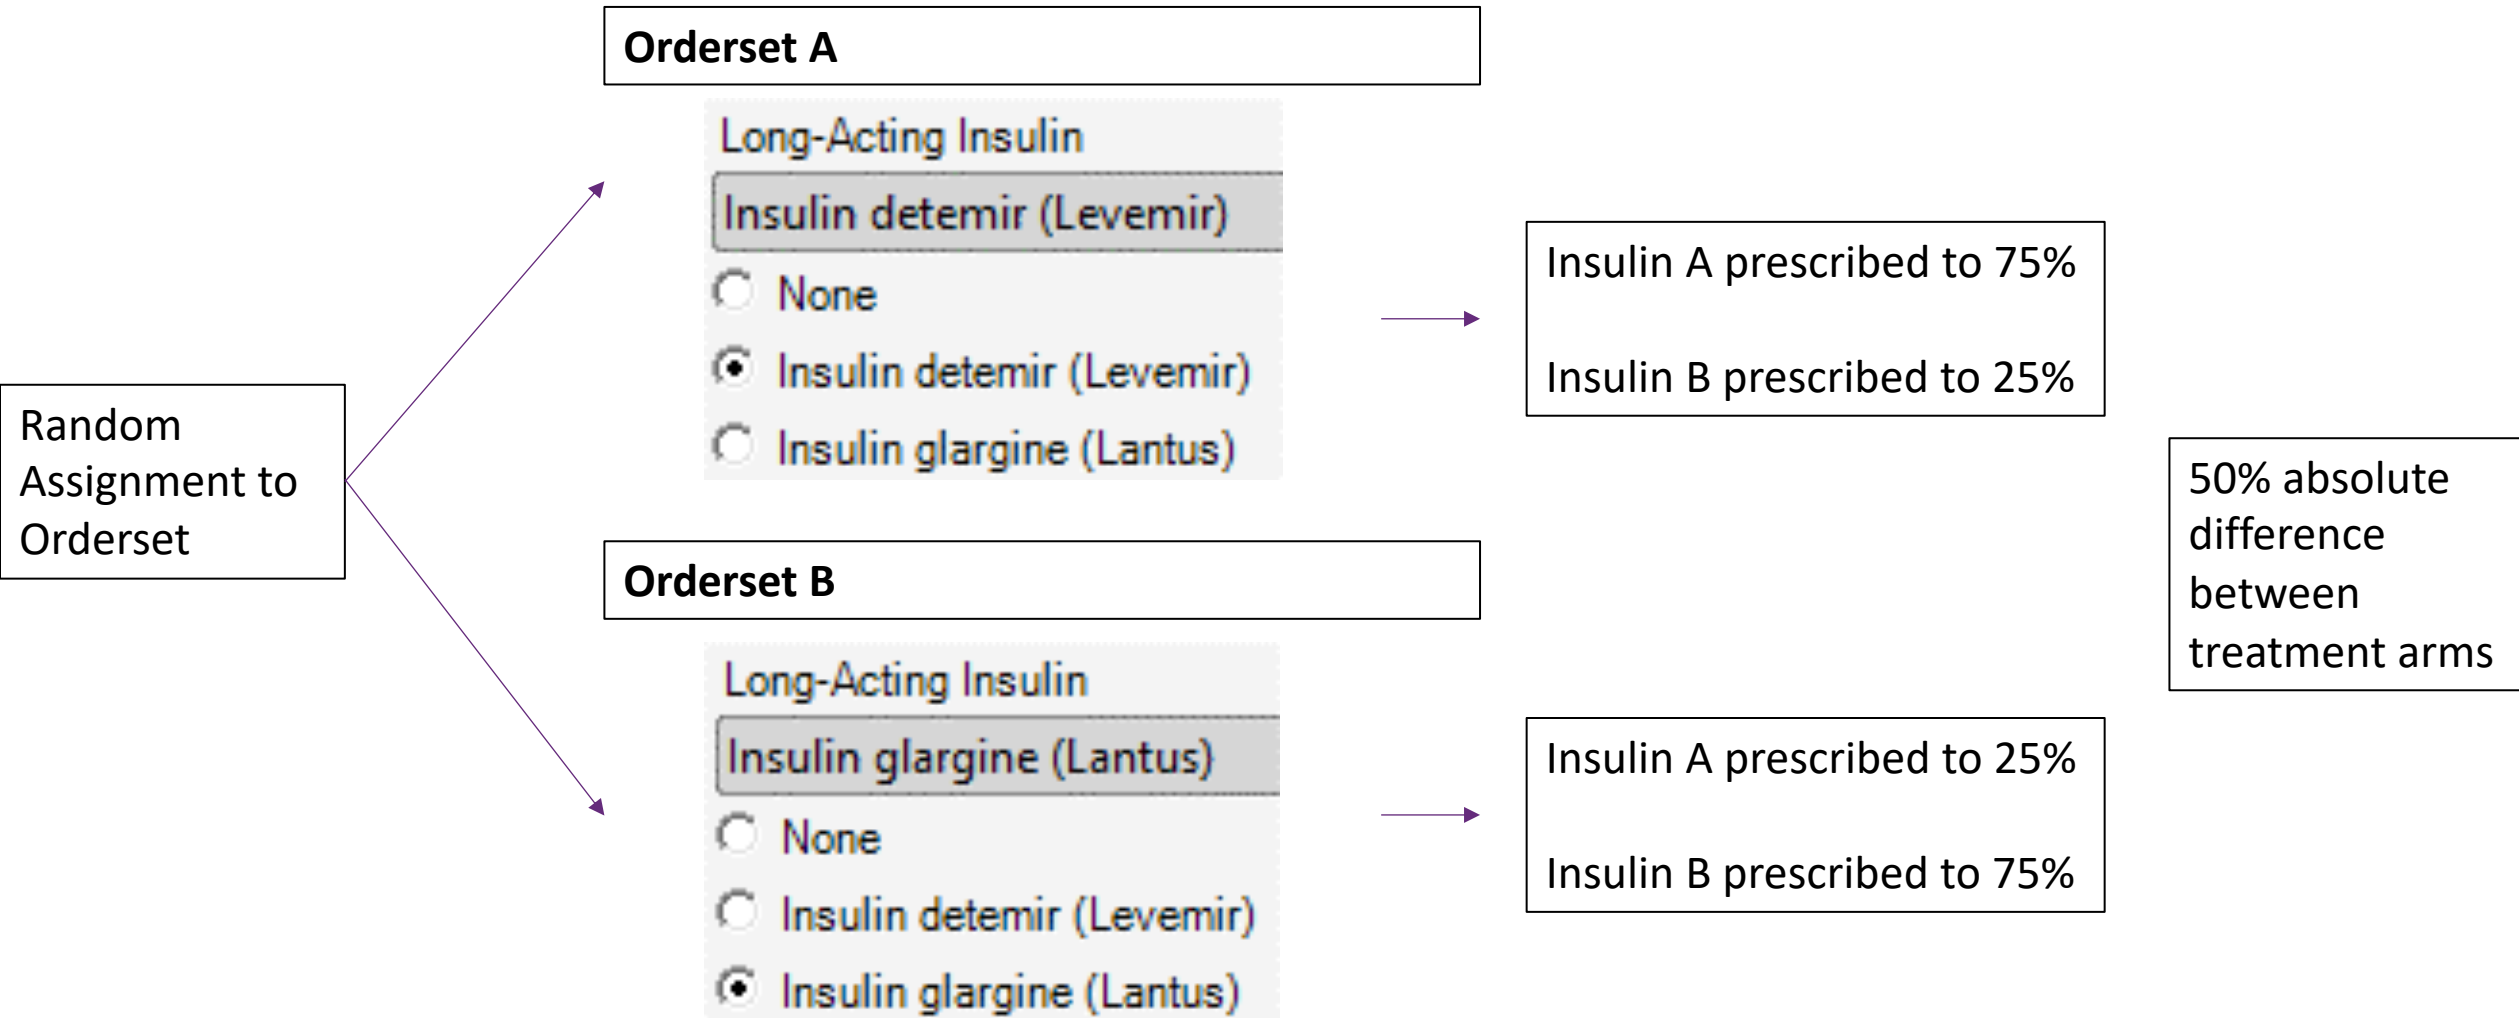 Random
Assignment to
Orderset
Orderset A
Long-Acting Insulin
Insulin detemir (Levemir)
None
Insulin detemir (Levemir)
Insulin glargine (Lantus)
Insulin A prescribed to 75%
Insulin B prescribed to 25%
Orderset B
Long-Acting Insulin
Insulin glargine (Lantus)
None
Insulin detemir (Levemir)
Insulin glargine (Lantus)
Insulin A prescribed to 25%
Insulin B prescribed to 75%
50% absolute
difference
between
treatment arms